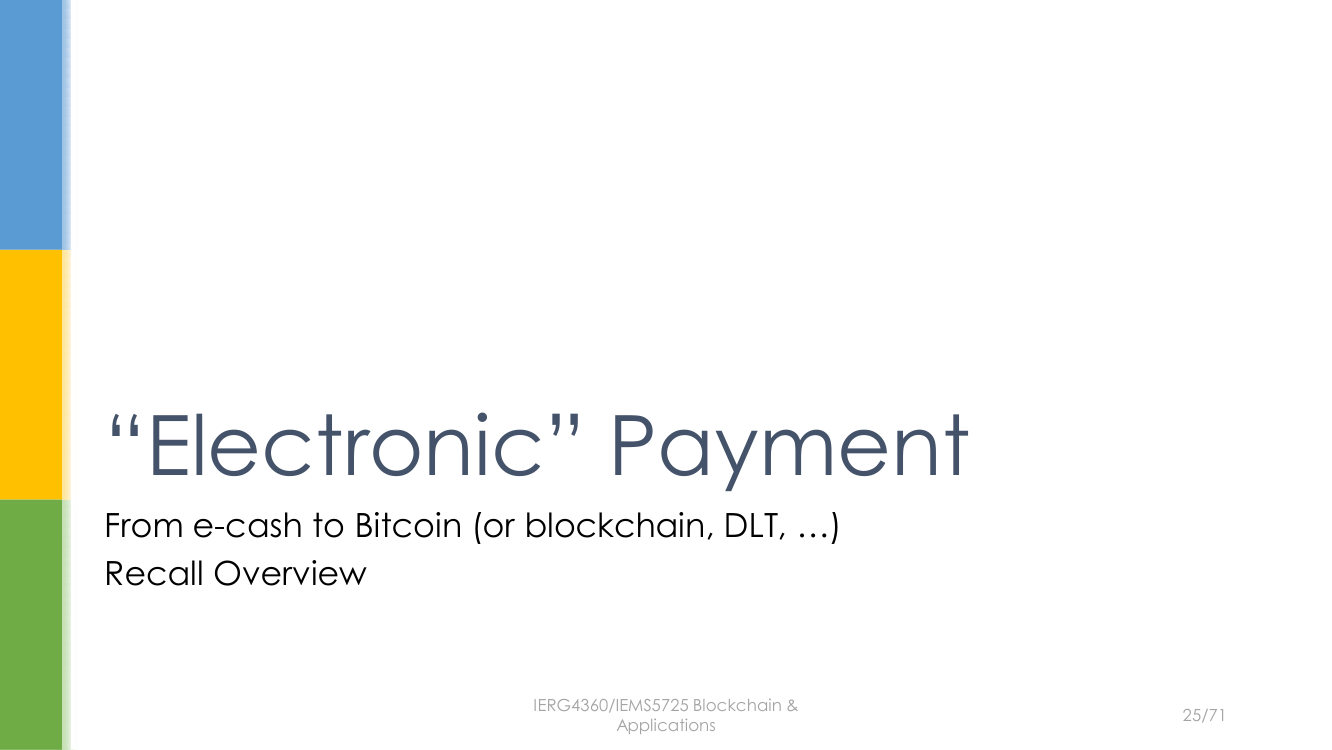 “Electronic” Payment
From e-cash to Bitcoin (or blockchain, DLT, …)
Recall Overview
IERG4360/IEMS5725 Blockchain &
Applications
25/71